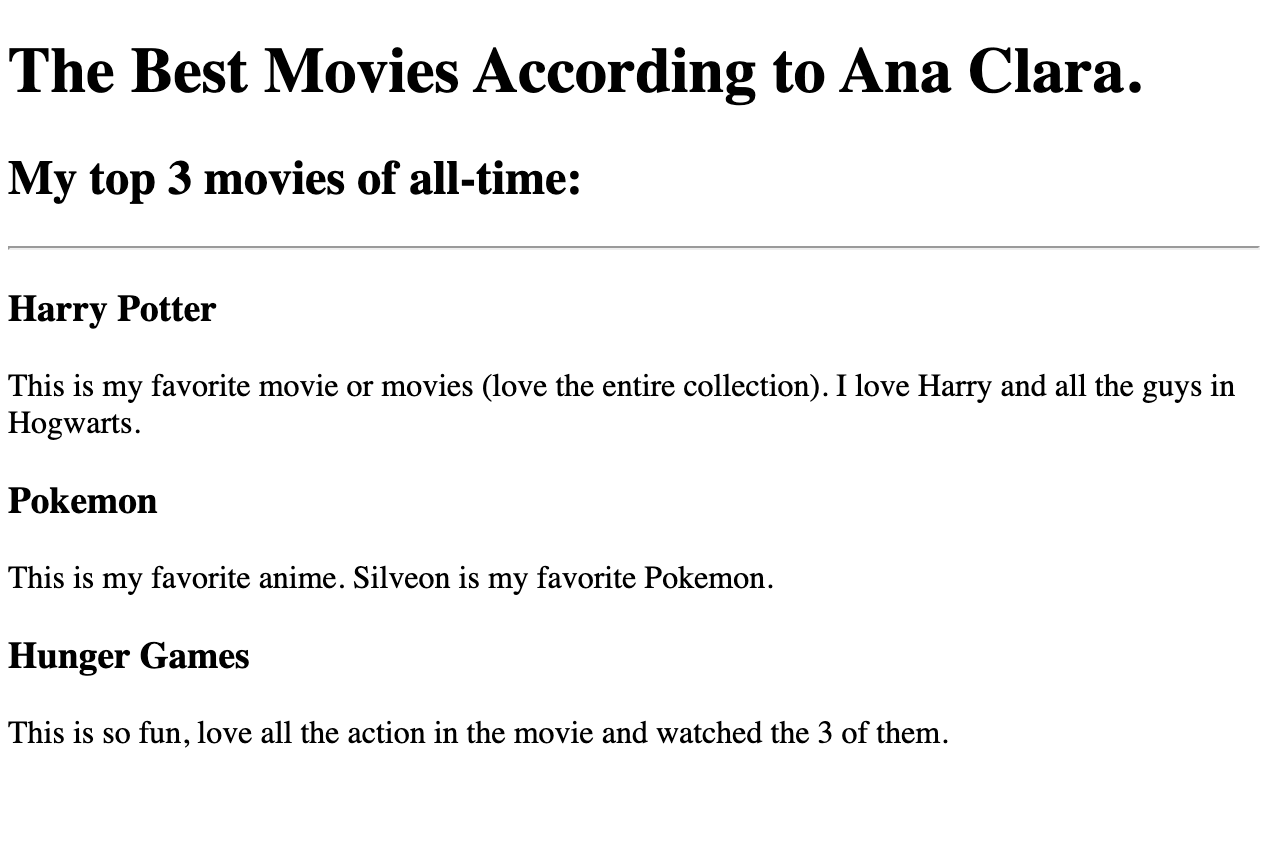 The Best Movies According to Ana Clara.
My top 3 movies of all-time:
Harry Potter
This is my favorite movie or movies (love the entire collection). I love Harry and all the guys in
Hogwarts.
Pokemon
This is my favorite anime. Silveon is my favorite Pokemon.
Hunger Games
This is so fun, love all the action in the movie and watched the 3 of them.